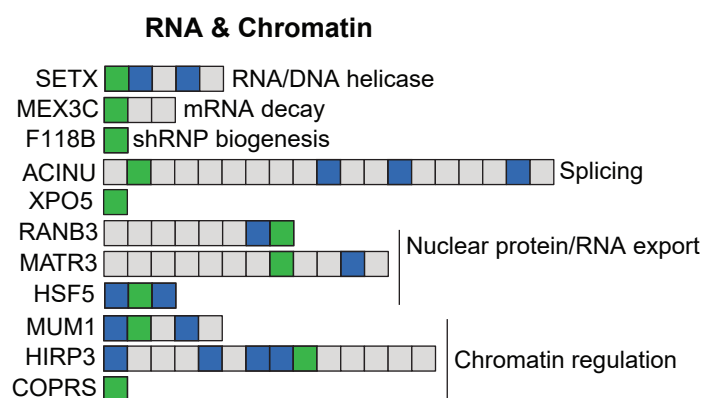 RNA & Chromatin
SETX RNA/DNA helicase
MEX3C mRNA decay
F118B shRNP biogenesis
ACINU Splicing
XPO5
RANB3
Nuclear protein/RNA export
MATR3
HSF5
MUM1
HIRP3 Chromatin regulation
COPRS